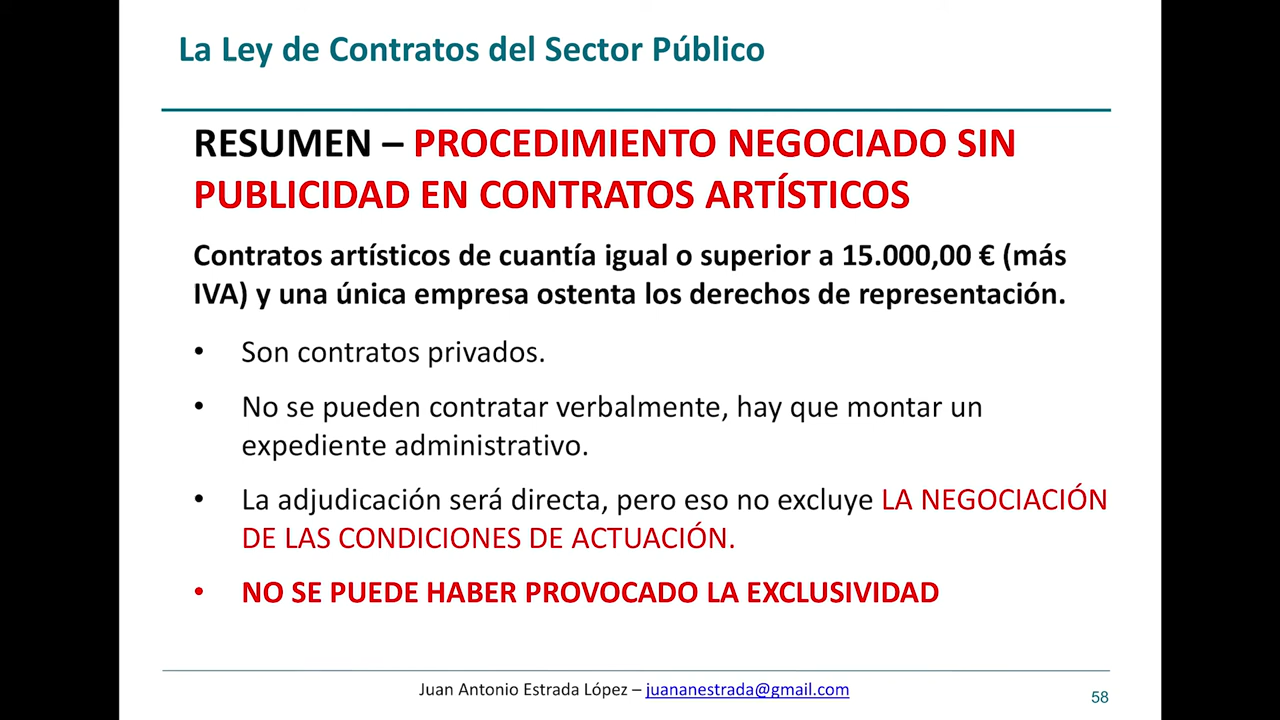 La Ley de Contratos del Sector Público
RESUMEN – PROCEDIMIENTO NEGOCIADO SIN
PUBLICIDAD EN CONTRATOS ARTÍSTICOS
Contratos artísticos de cuantía igual o superior a 15.000,00 € (más
IVA) y una única empresa ostenta los derechos de representación.
• Son contratos privados.
• No se pueden contratar verbalmente, hay que montar un
expediente administrativo.
• La adjudicación será directa, pero eso no excluye LA NEGOCIACIÓN
DE LAS CONDICIONES DE ACTUACIÓN.
• NO SE PUEDE HABER PROVOCADO LA EXCLUSIVIDAD
Juan Antonio Estrada López – juananestrada@gmail.com
58